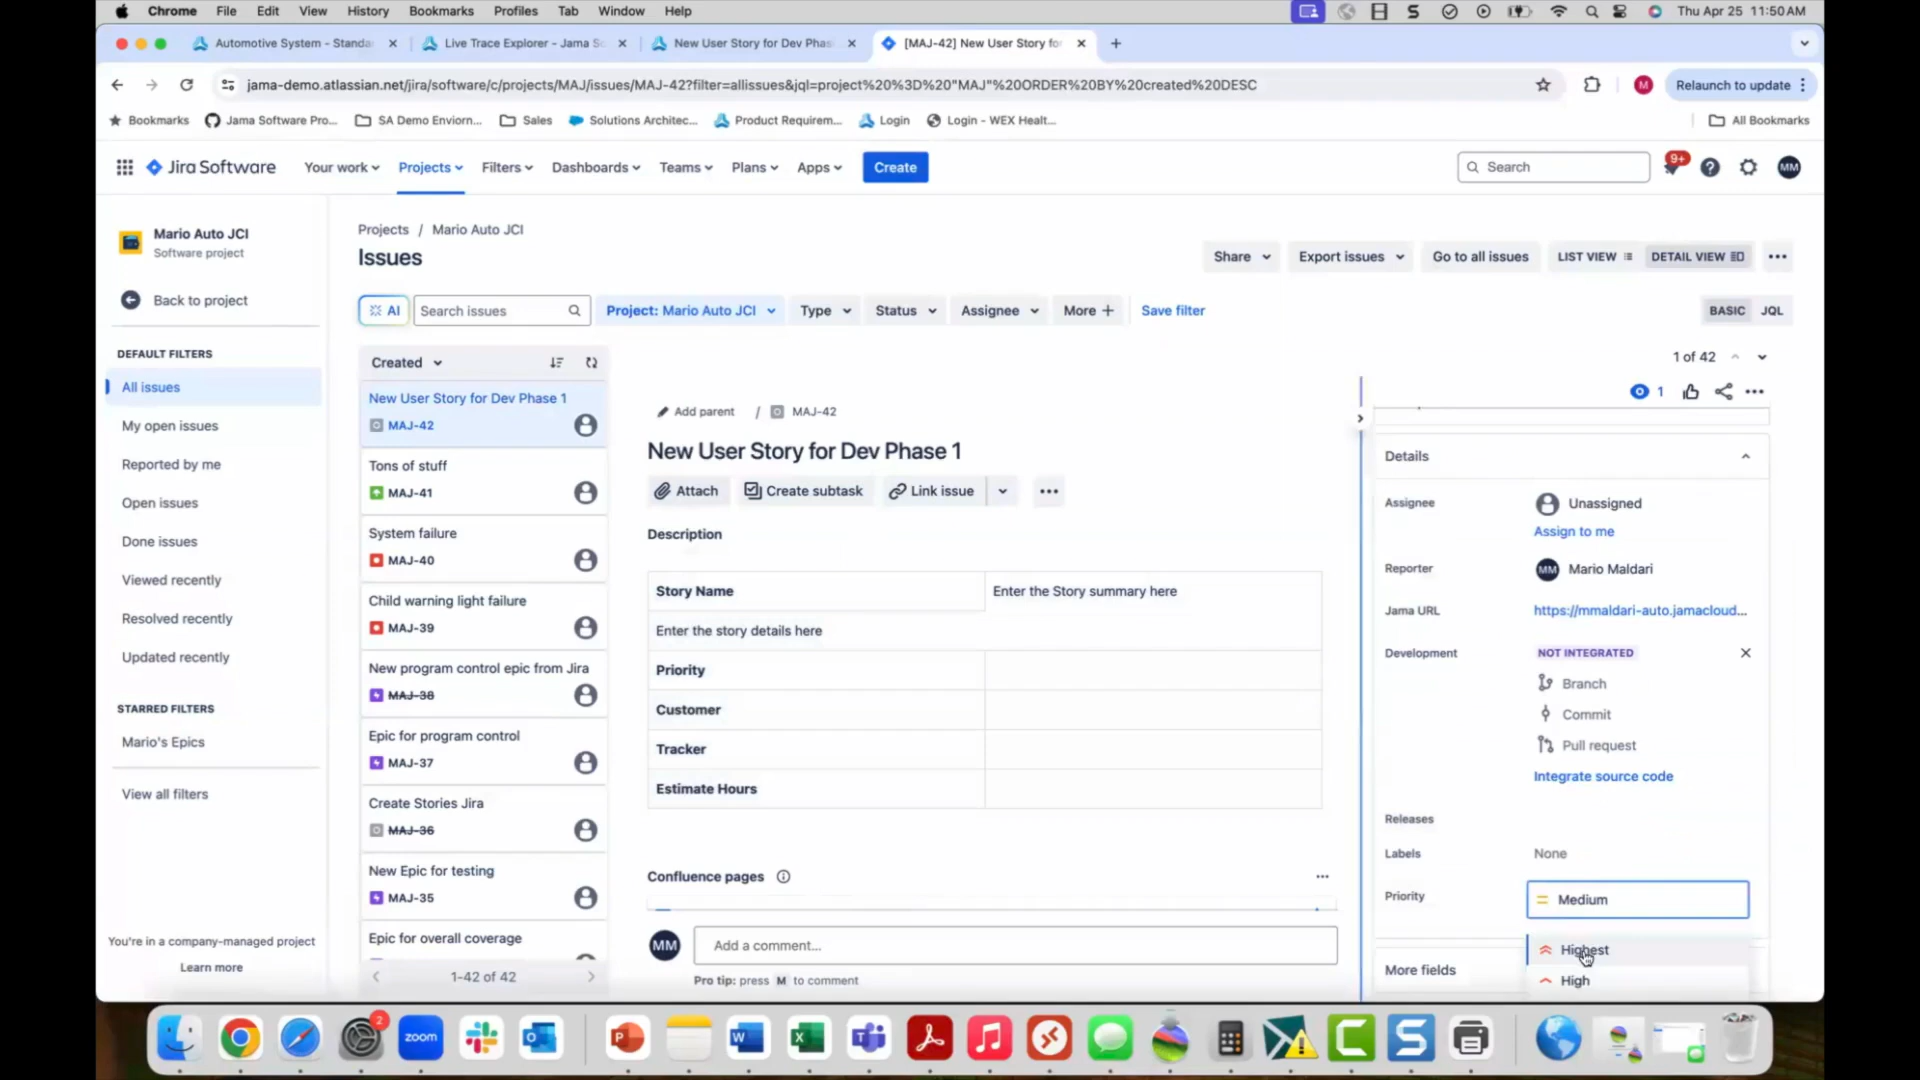 Chrome File Edit View History Bookmarks Profiles Tab Window Help Thu Apr 25 11:50 AM
Automotive System - Standa Live Trace Explorer - Jama So New User Story for Dev Phase [MAJ-42] New User Story for
jama-demo.atlassian.net/jira/software/c/projects/MAJ/issues/MAJ-42?filter=allissues&jql=project%20%3D%20"MAJ"%20ORDER%20BY%20created%20DESC M Relaunch to update
Bookmarks Jama Software Pro... SA Demo Enviorn... Sales Solutions Architec... Product Requirem... Login Login - WEX Healt... All Bookmarks
Jira Software Your work Projects Filters Dashboards Teams Plans Apps Create Search 9+ MM
Mario Auto JCI
Software project
Back to project
DEFAULT FILTERS
All issues
My open issues
Reported by me
Open issues
Done issues
Viewed recently
Resolved recently
Updated recently
STARRED FILTERS
Mario's Epics
View all filters
You're in a company-managed project
Learn more
Projects / Mario Auto JCI
Issues
Share Export issues Go to all issues LIST VIEW DETAIL VIEW
AI Search issues Project: Mario Auto JCI Type Status Assignee More + Save filter BASIC JQL
Created
New User Story for Dev Phase 1
MAJ-42
Tons of stuff
MAJ-41
System failure
MAJ-40
Child warning light failure
MAJ-39
New program control epic from Jira
MAJ-38
Epic for program control
MAJ-37
Create Stories Jira
MAJ-36
New Epic for testing
MAJ-35
Epic for overall coverage
1-42 of 42
1 of 42
Add parent / MAJ-42
New User Story for Dev Phase 1
Attach Create subtask Link issue
Description
Story Name Enter the Story summary here
Enter the story details here
Priority
Customer
Tracker
Estimate Hours
Confluence pages
MM Add a comment...
Pro tip: press M to comment
1
Details
Assignee Unassigned
Assign to me
Reporter MM Mario Maldari
Jama URL https://mmaldari-auto.jamacloud...
Development NOT INTEGRATED
Branch
Commit
Pull request
Integrate source code
Releases
Labels None
Priority Medium
Highest
More fields
High
2
zoom